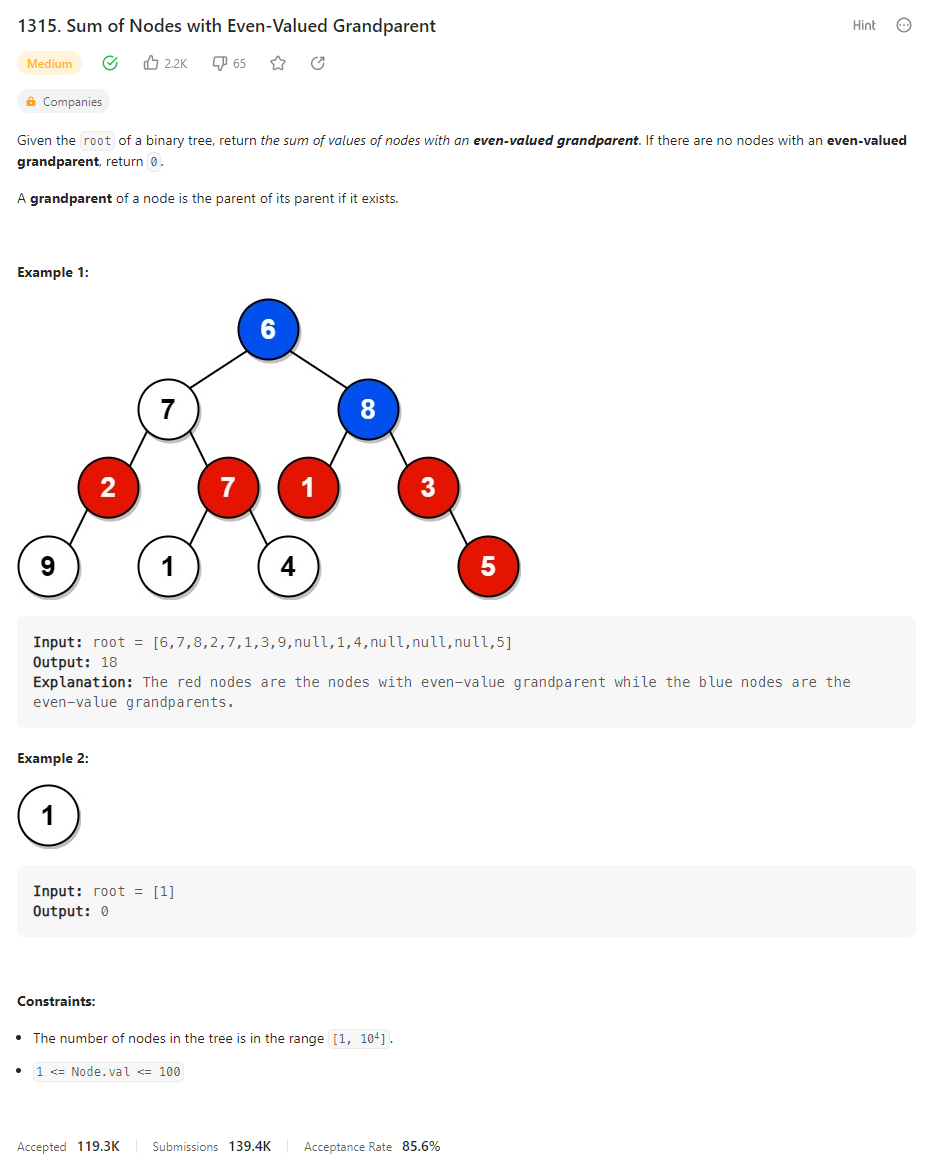 1315. Sum of Nodes with Even-Valued Grandparent
Hint
Medium
2.2K
65
Companies
Given the root of a binary tree, return the sum of values of nodes with an even-valued grandparent. If there are no nodes with an even-valued
grandparent, return 0.
A grandparent of a node is the parent of its parent if it exists.
Example 1:
6
7 8
2 7 1 3
9 1 4 5
Input: root = [6,7,8,2,7,1,3,9,null,1,4,null,null,null,5]
Output: 18
Explanation: The red nodes are the nodes with even-value grandparent while the blue nodes are the
even-value grandparents.
Example 2:
1
Input: root = [1]
Output: 0
Constraints:
• The number of nodes in the tree is in the range [1, 10⁴].
• 1 <= Node.val <= 100
Accepted 119.3K Submissions 139.4K Acceptance Rate 85.6%